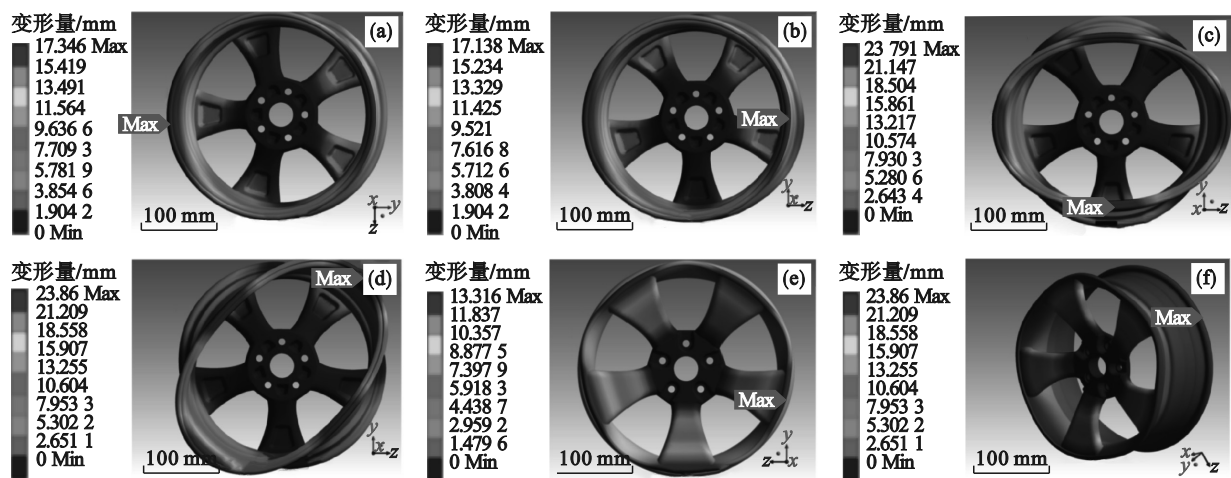 变形量/mm
17.346 Max
15.419
13.491
11.564
9.636 6
7.709 3
5.781 9
3.854 6
1.904 2
0 Min
Max
(a)
100 mm
x
y
z
变形量/mm
17.138 Max
15.234
13.329
11.425
9.521
7.616 8
5.712 6
3.808 4
1.904 2
0 Min
Max
(b)
100 mm
y
x
z
变形量/mm
23 791 Max
21.147
18.504
15.861
13.217
10.574
7.930 3
5.280 6
2.643 4
0 Min
Max
(c)
100 mm
y
x
z
变形量/mm
23.86 Max
21.209
18.558
15.907
13.255
10.604
7.953 3
5.302 2
2.651 1
0 Min
Max
(d)
100 mm
y
x
z
变形量/mm
13.316 Max
11.837
10.357
8.877 5
7.397 9
5.918 3
4.438 7
2.959 2
1.479 6
0 Min
Max
(e)
100 mm
y
z
x
变形量/mm
23.86 Max
21.209
18.558
15.907
13.255
10.604
7.953 3
5.302 2
2.651 1
0 Min
Max
(f)
100 mm
x
y
z